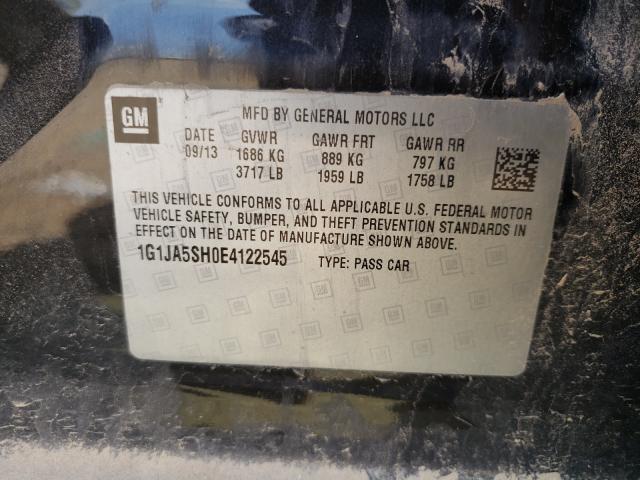 GM
MFD BY GENERAL MOTORS LLC
DATE GVWR GAWR FRT GAWR RR
09/13 1686 KG 889 KG 797 KG
3717 LB 1959 LB 1758 LB
THIS VEHICLE CONFORMS TO ALL APPLICABLE U.S. FEDERAL MOTOR
VEHICLE SAFETY, BUMPER, AND THEFT PREVENTION STANDARDS IN
EFFECT ON THE DATE OF MANUFACTURE SHOWN ABOVE.
1G1JA5SH0E4122545 TYPE: PASS CAR